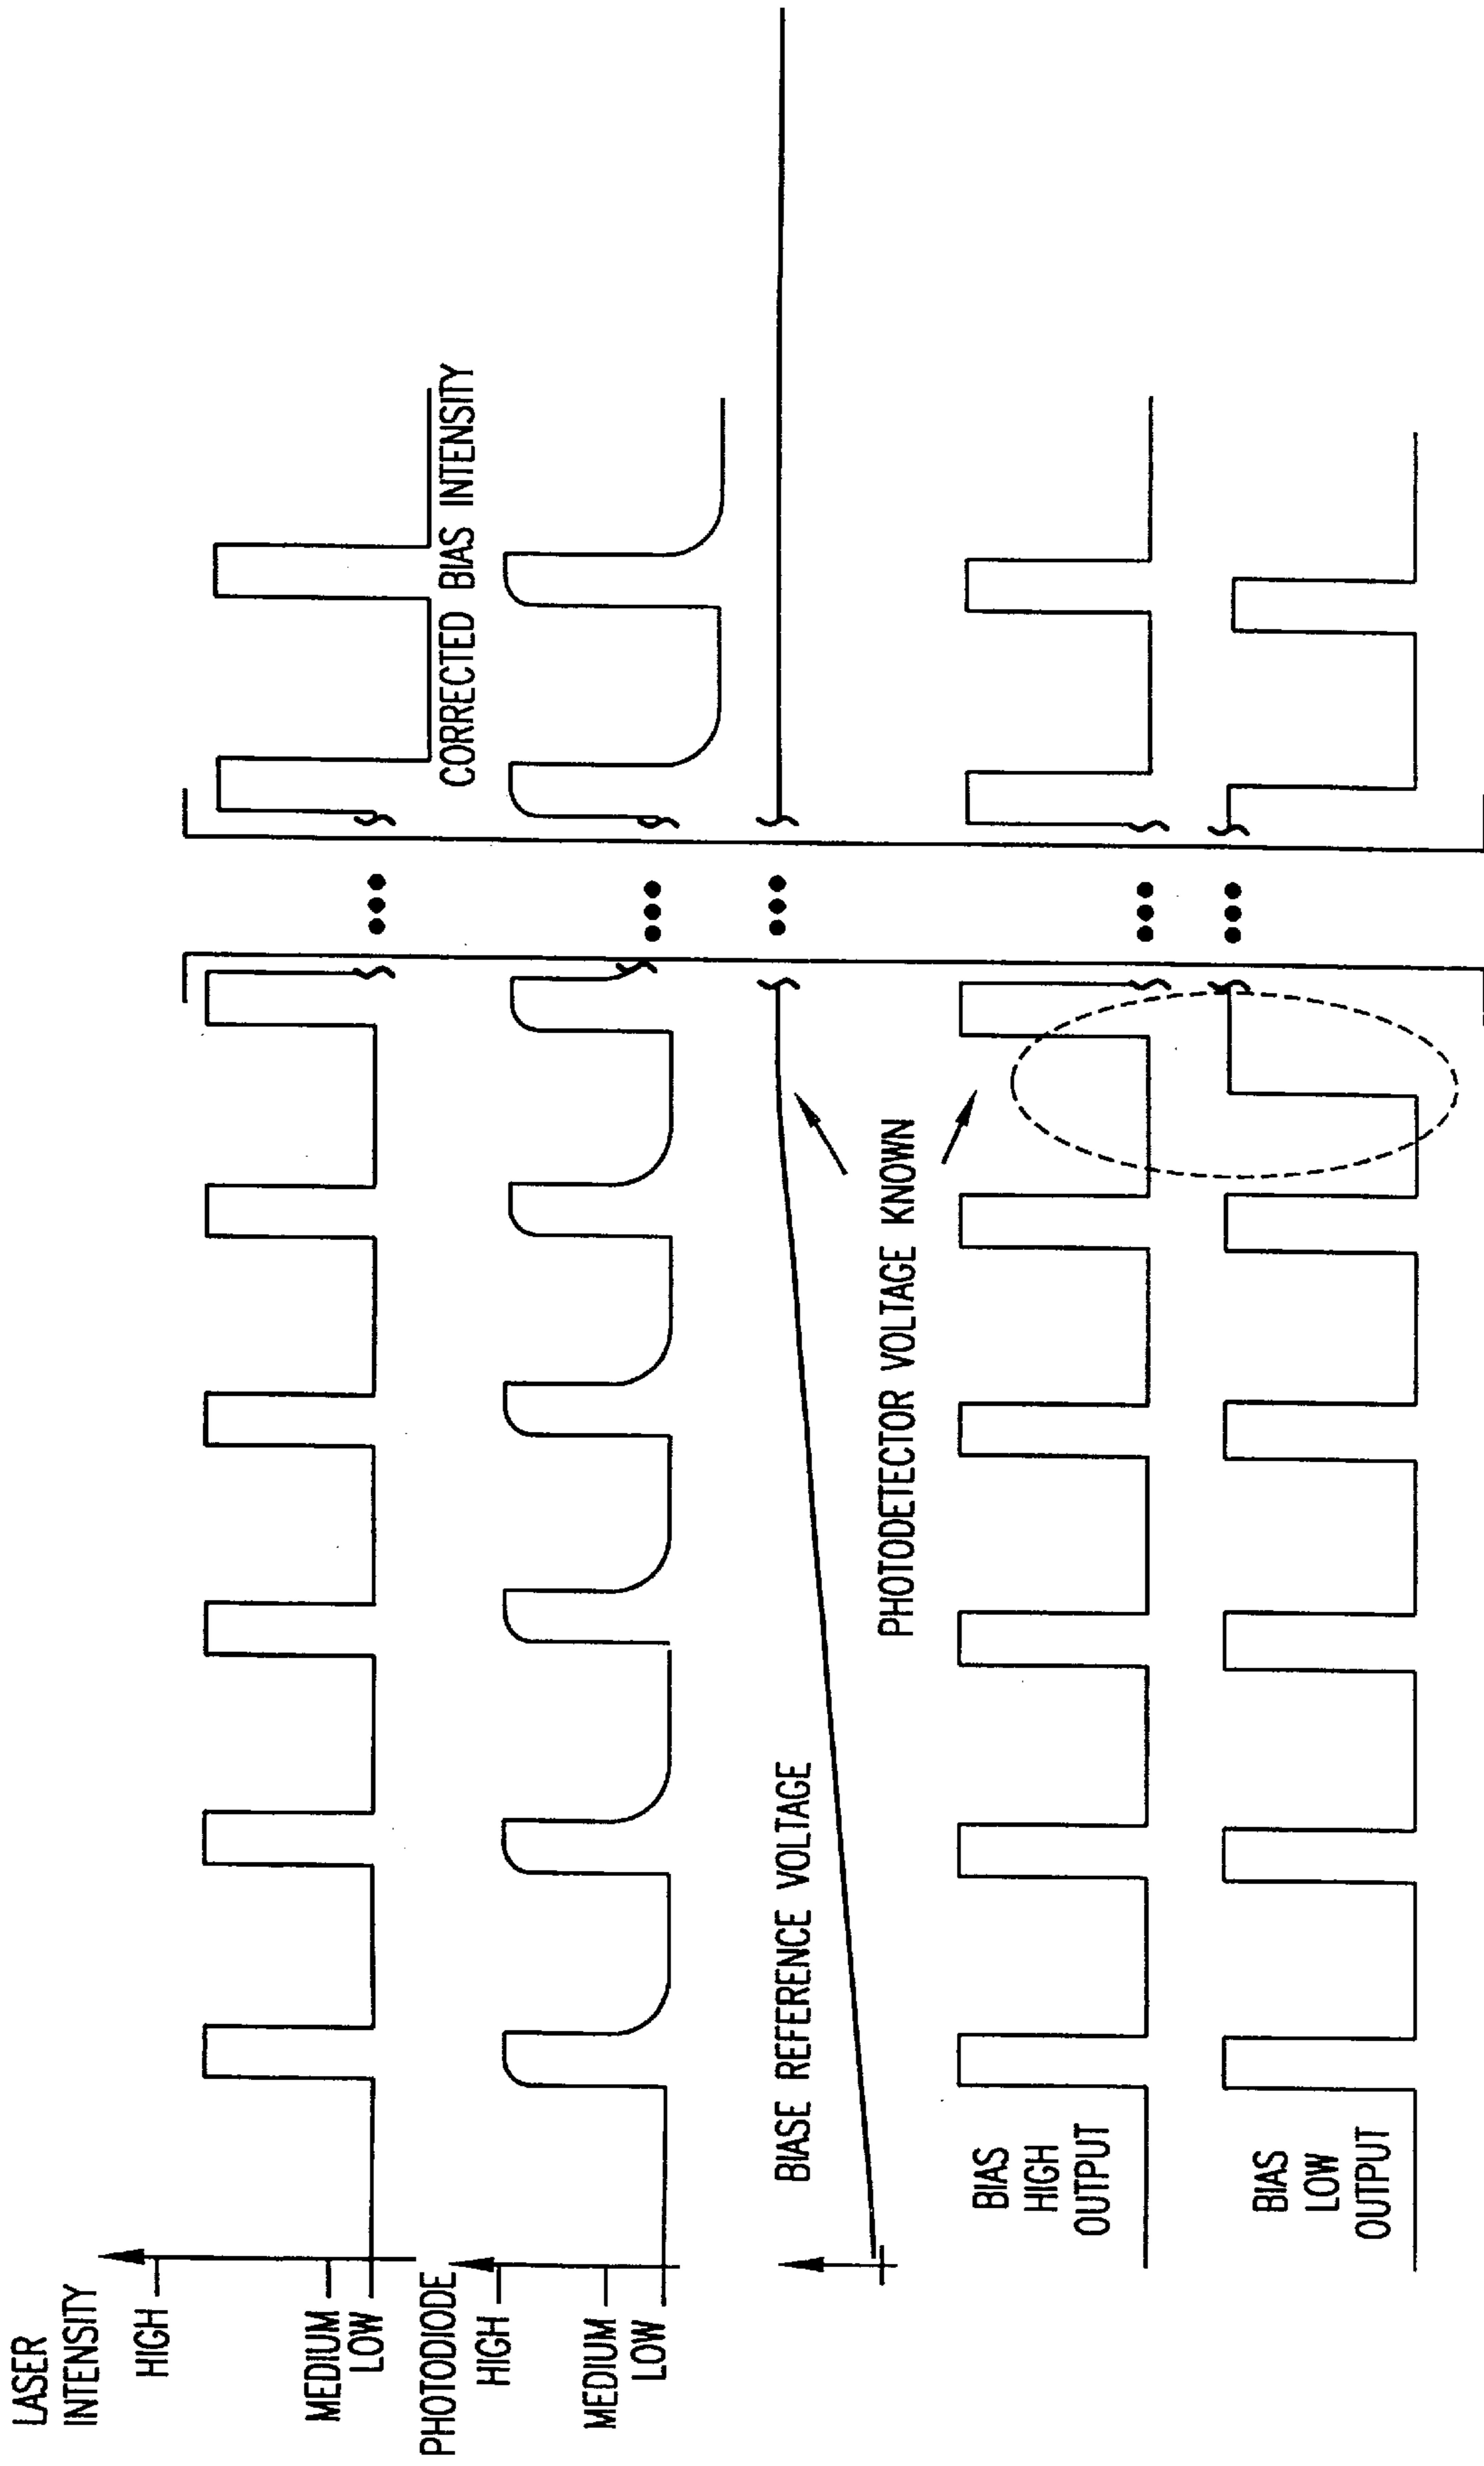 LASER
INTENSITY
HIGH
MEDIUM
LOW
CORRECTED BIAS INTENSITY
PHOTODIODE
HIGH
MEDIUM
LOW
BIASE REFERENCE VOLTAGE
PHOTODETECTOR VOLTAGE KNOWN
BIAS
HIGH
OUTPUT
BIAS
LOW
OUTPUT